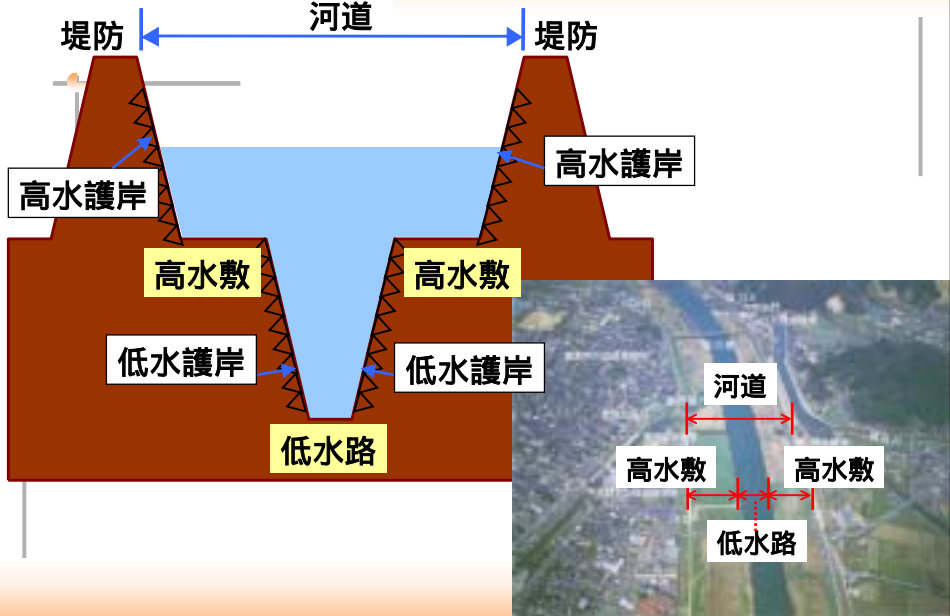 河道
堤防
堤防
高水護岸
高水護岸
高水敷
高水敷
低水護岸
低水護岸
低水路
河道
高水敷
高水敷
低水路